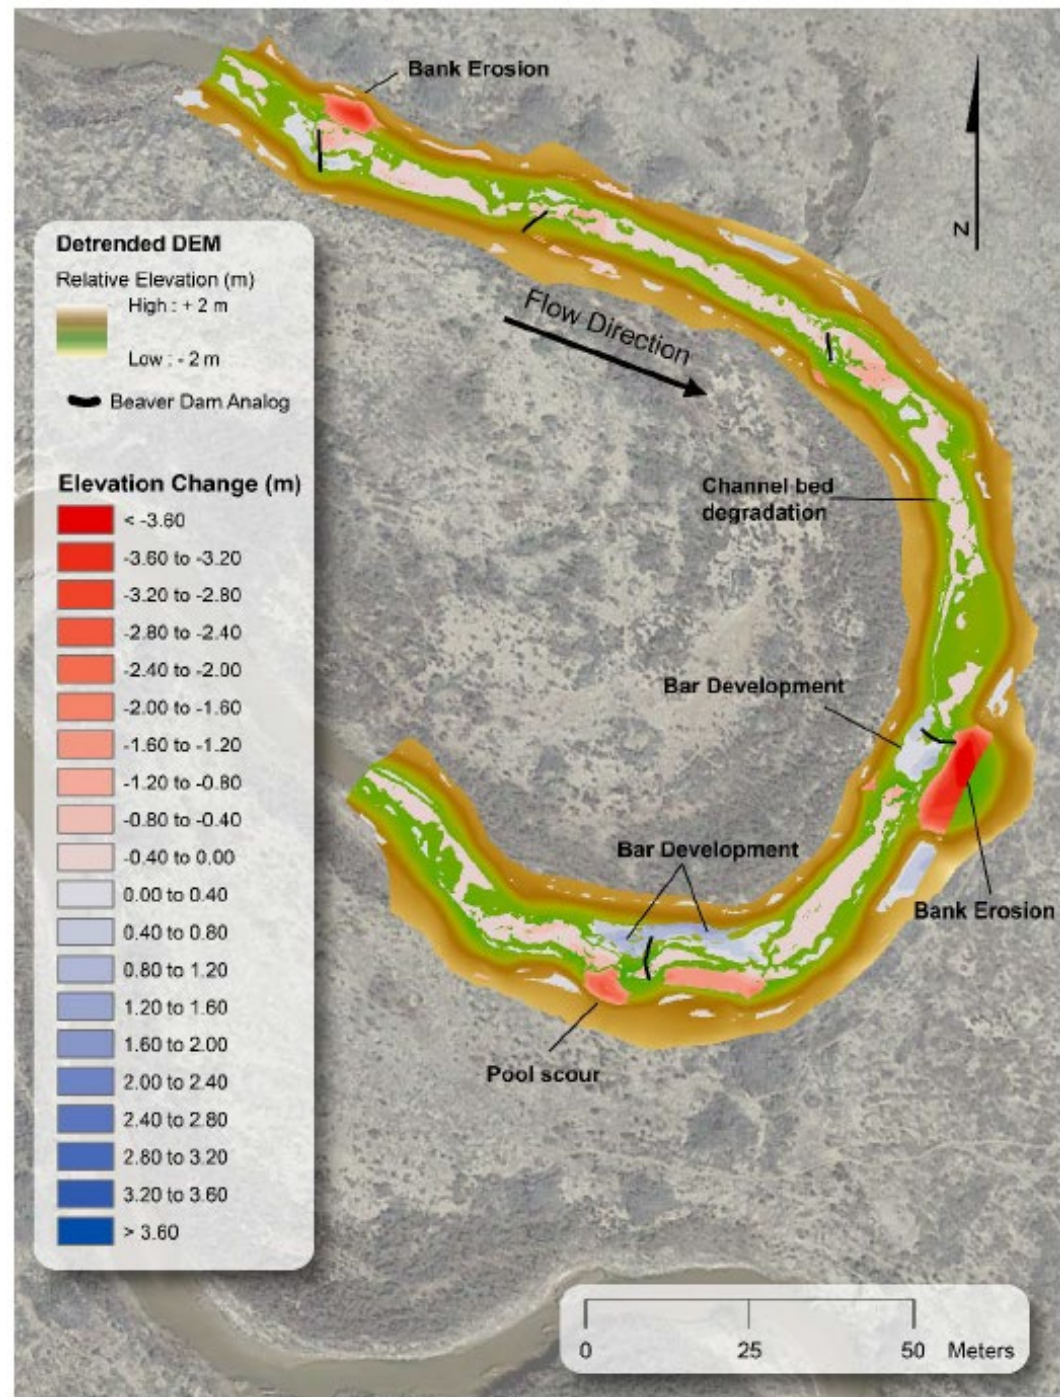 Bank Erosion
N
Detrended DEM
Relative Elevation (m)
High : + 2 m
Low : - 2 m
Beaver Dam Analog
Flow Direction
Elevation Change (m)
< -3.60
-3.60 to -3.20
-3.20 to -2.80
-2.80 to -2.40
-2.40 to -2.00
-2.00 to -1.60
-1.60 to -1.20
-1.20 to -0.80
-0.80 to -0.40
-0.40 to 0.00
0.00 to 0.40
0.40 to 0.80
0.80 to 1.20
1.20 to 1.60
1.60 to 2.00
2.00 to 2.40
2.40 to 2.80
2.80 to 3.20
3.20 to 3.60
> 3.60
Channel bed
degradation
Bar Development
Bar Development
Bank Erosion
Pool scour
0 25 50 Meters